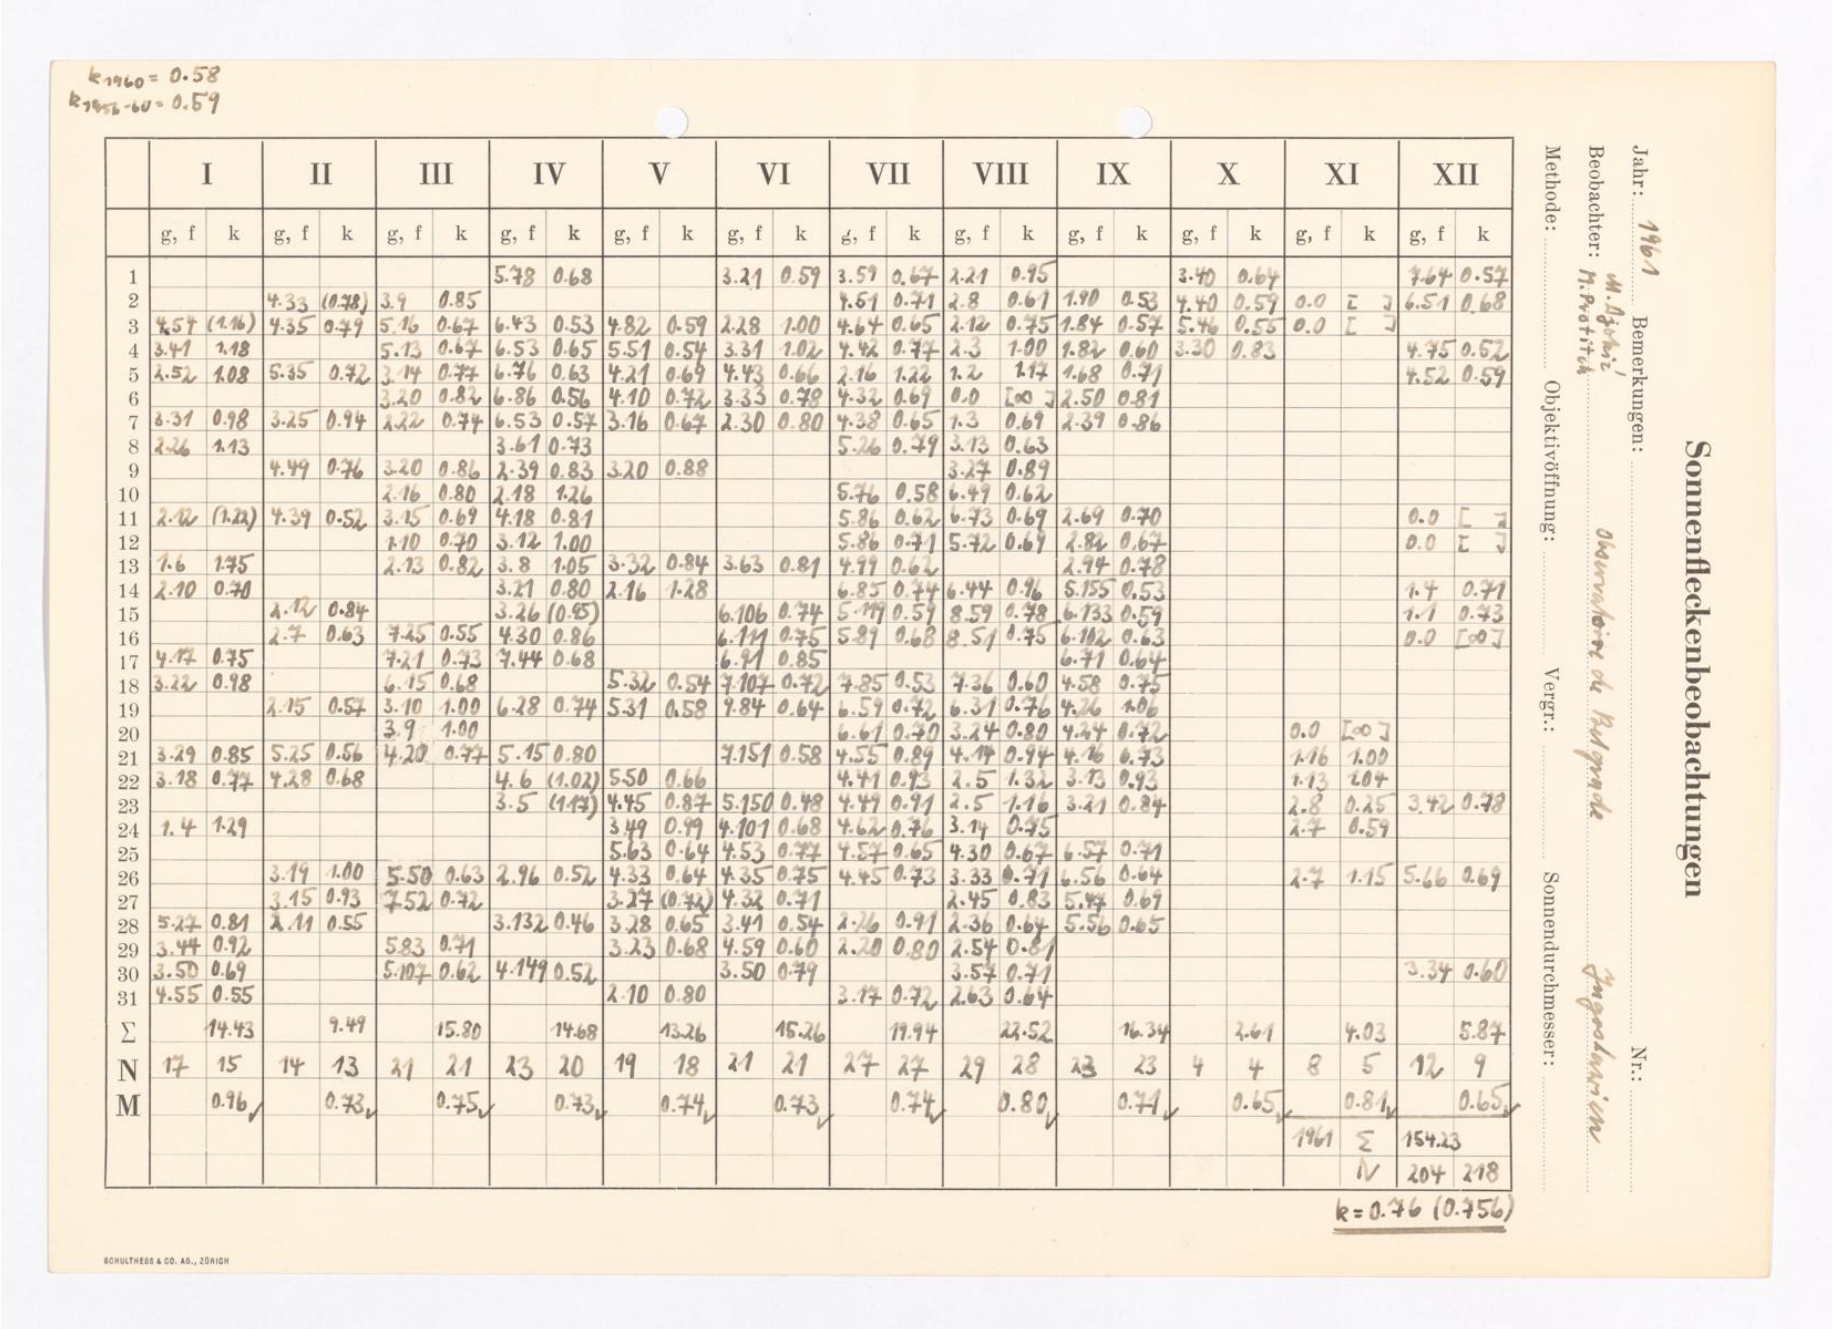 k1960 = 0.58
k1956-60 = 0.59
I II III IV V VI VII VIII IX X XI XII
g, f k g, f k g, f k g, f k g, f k g, f k g, f k g, f k g, f k g, f k g, f k g, f k
1 5.78 0.68 3.21 0.59 3.59 0.67 2.21 0.95 3.40 0.64 7.64 0.57
2 4.33 (0.78) 3.9 0.85 4.51 0.71 2.8 0.61 1.90 0.53 4.40 0.59 0.0 [ ] 6.51 0.68
3 4.54 (1.16) 4.35 0.79 5.16 0.67 6.43 0.53 4.82 0.59 2.28 1.00 4.64 0.65 2.12 0.75 1.84 0.57 5.46 0.55 0.0 [ ]
4 3.41 1.18 5.13 0.67 6.53 0.65 5.51 0.54 3.31 1.02 4.42 0.77 2.3 1.00 1.82 0.60 3.30 0.83 4.75 0.52
5 2.52 1.08 5.35 0.72 3.14 0.77 6.76 0.63 4.21 0.69 4.43 0.66 2.16 1.22 1.2 1.17 1.68 0.71 4.52 0.59
6 3.20 0.82 6.86 0.56 4.10 0.72 3.33 0.78 4.32 0.69 0.0 [∞] 2.50 0.81
7 3.31 0.98 3.25 0.94 2.22 0.74 6.53 0.57 3.16 0.67 2.30 0.80 4.38 0.65 1.3 0.69 2.39 0.86
8 2.26 1.13 3.61 0.73 5.26 0.79 3.13 0.63
9 4.49 0.76 3.20 0.86 2.39 0.83 3.20 0.88 3.27 0.89
10 2.16 0.80 2.18 1.26 5.76 0.58 6.49 0.62
11 2.12 (1.22) 4.39 0.52 3.15 0.69 4.18 0.81 5.86 0.62 6.73 0.69 2.69 0.70 0.0 [ ]
12 1.10 0.70 3.12 1.00 5.86 0.71 5.72 0.69 2.82 0.67 0.0 [ ]
13 1.6 1.75 2.13 0.82 3.8 1.05 3.32 0.84 3.63 0.81 4.99 0.62 2.94 0.78
14 2.10 0.70 3.21 0.80 2.16 1.28 6.85 0.74 6.44 0.96 5.155 0.53 1.4 0.71
15 2.12 0.84 3.26 (0.95) 6.106 0.74 5.119 0.59 8.59 0.78 6.133 0.59 1.1 0.73
16 2.7 0.63 7.25 0.55 4.30 0.86 6.111 0.75 5.89 0.68 8.51 0.75 6.102 0.63 0.0 [∞]
17 4.17 0.75 7.21 0.73 7.44 0.68 6.91 0.85 6.71 0.64
18 3.22 0.98 6.15 0.68 5.32 0.54 7.107 0.72 7.85 0.53 7.36 0.60 4.58 0.75
19 2.15 0.57 3.10 1.00 6.28 0.74 5.31 0.58 9.84 0.64 6.59 0.72 6.31 0.76 4.26 1.06
20 3.9 1.00 6.61 0.70 3.24 0.80 4.24 0.72 0.0 [∞]
21 3.29 0.85 5.25 0.56 4.20 0.77 5.15 0.80 7.151 0.58 4.55 0.89 4.14 0.94 4.16 0.73 1.16 1.00
22 3.18 0.77 4.28 0.68 4.6 (1.02) 5.50 0.66 4.41 0.93 2.5 1.32 3.13 0.93 1.13 1.04
23 3.5 (1.17) 4.45 0.87 5.150 0.48 4.49 0.91 2.5 1.16 3.21 0.84 2.8 0.25 3.42 0.78
24 1.4 1.29 3.49 0.99 4.101 0.68 4.62 0.76 3.14 0.75 2.7 0.59
25 5.63 0.64 4.53 0.77 4.57 0.65 4.30 0.67 6.57 0.71
26 3.19 1.00 5.50 0.63 2.96 0.52 4.33 0.64 4.35 0.75 4.45 0.73 3.33 0.71 6.56 0.64 2.7 1.15 5.66 0.69
27 3.15 0.93 7.52 0.72 3.27 (0.72) 4.32 0.71 2.45 0.83 5.47 0.69
28 5.27 0.81 2.11 0.55 3.132 0.46 3.28 0.65 3.41 0.54 2.26 0.91 2.36 0.64 5.56 0.65
29 3.44 0.92 5.83 0.71 3.23 0.68 4.59 0.60 2.20 0.80 2.54 0.81
30 3.50 0.69 5.107 0.62 4.149 0.52 3.50 0.79 3.57 0.71 3.34 0.60
31 4.55 0.55 2.10 0.80 3.17 0.72 2.63 0.64
Σ 14.43 9.49 15.80 14.68 13.26 15.26 19.94 22.52 16.34 2.61 4.03 5.87
N 17 15 14 13 21 21 23 20 19 18 21 21 27 27 29 28 23 23 4 4 8 5 12 9
M 0.96 0.73 0.75 0.73 0.74 0.73 0.74 0.80 0.71 0.65 0.81 0.65
1961 Σ 154.23
N 204 218
k = 0.76 (0.756)
SCHULTHESS & CO. AG., ZÜRICH
Sonnenfleckenbeobachtungen
Jahr: 1961 Bemerkungen: Nr.:
Beobachter: M. Protitch Observatoire de Belgrade Jugoslawien
Methode: Objektivöffnung: Vergr.: Sonnendurchmesser: